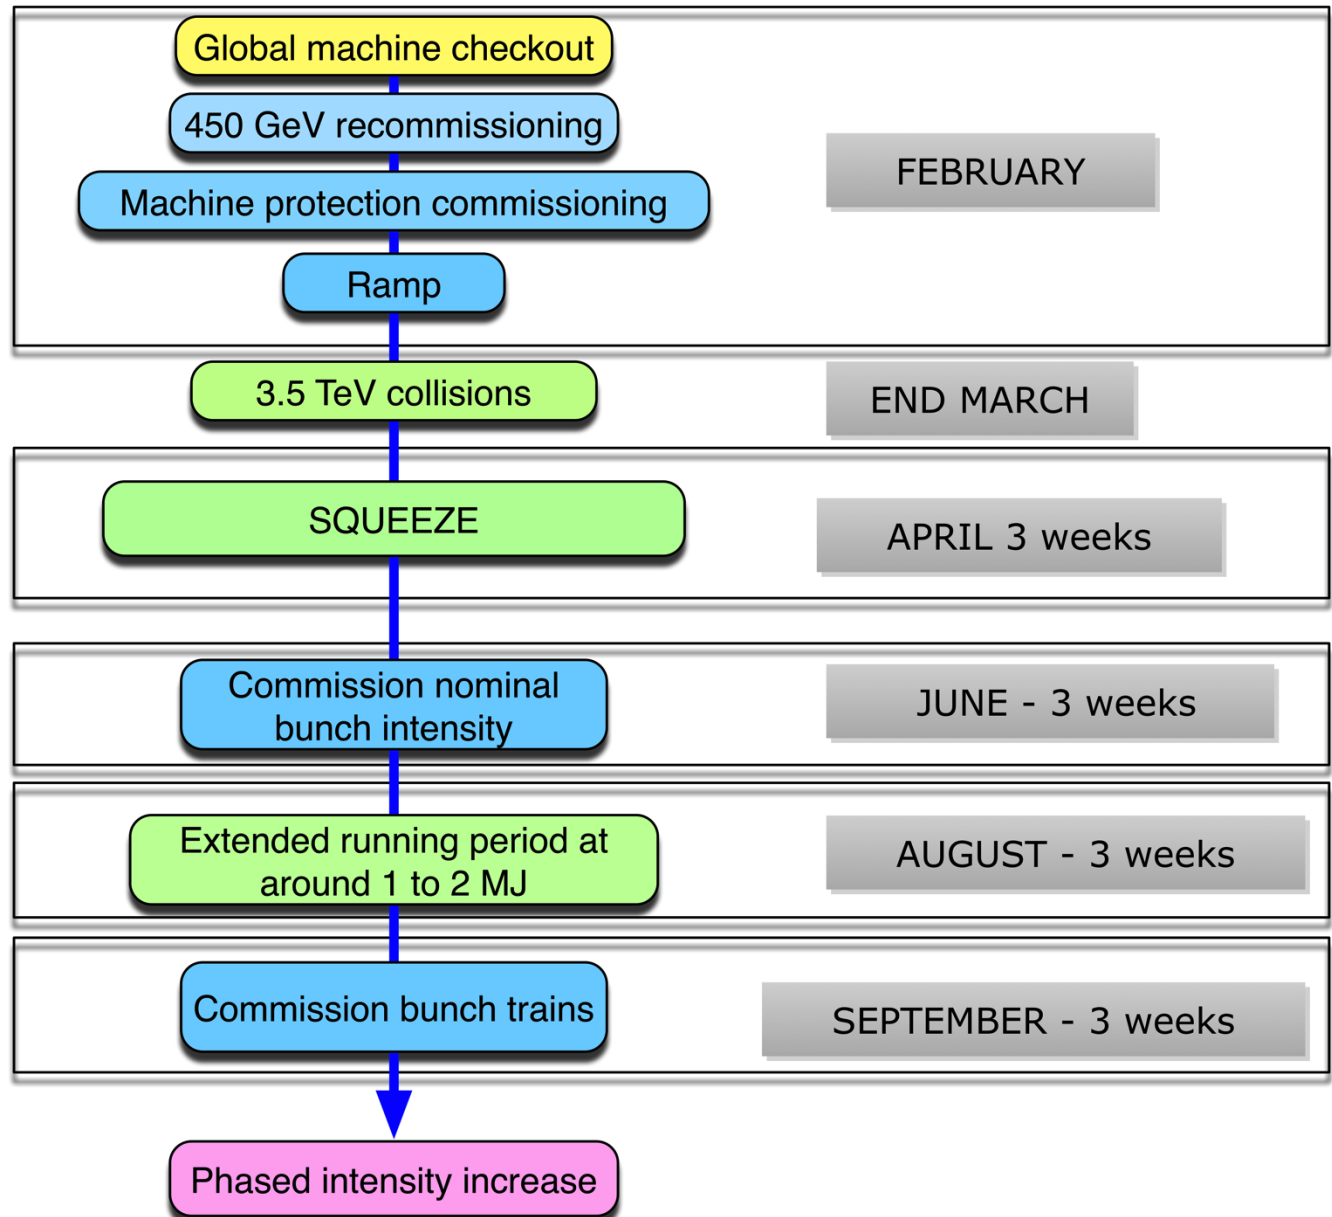 Global machine checkout
450 GeV recommissioning
Machine protection commissioning
FEBRUARY
Ramp
3.5 TeV collisions
END MARCH
SQUEEZE
APRIL 3 weeks
Commission nominal
bunch intensity
JUNE - 3 weeks
Extended running period at
around 1 to 2 MJ
AUGUST - 3 weeks
Commission bunch trains
SEPTEMBER - 3 weeks
Phased intensity increase